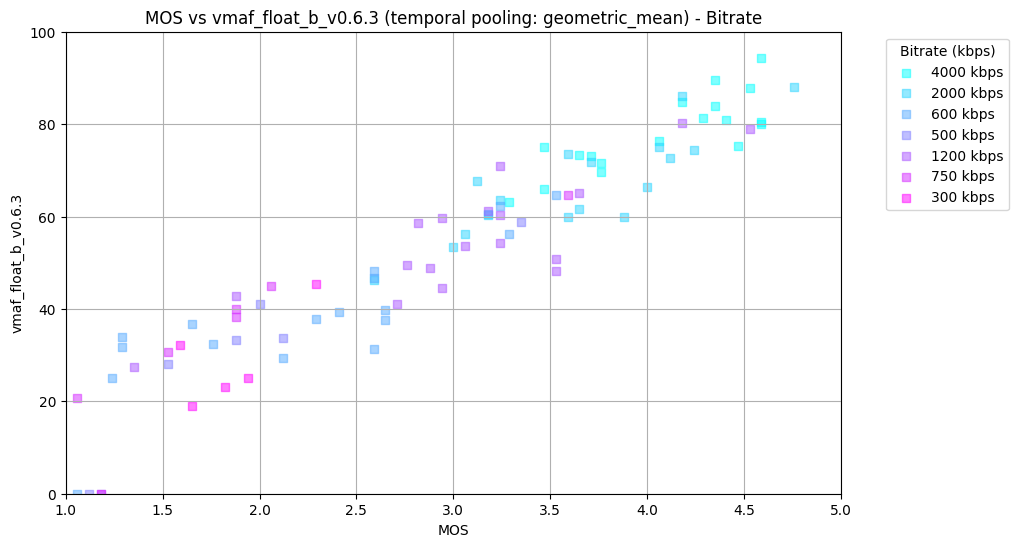 MOS vs vmaf_float_b_v0.6.3 (temporal pooling: geometric_mean) - Bitrate
Bitrate (kbps)
4000 kbps
2000 kbps
600 kbps
500 kbps
1200 kbps
750 kbps
300 kbps
vmaf_float_b_v0.6.3
100
80
60
40
20
0
1.0 1.5 2.0 2.5 3.0 3.5 4.0 4.5 5.0
MOS